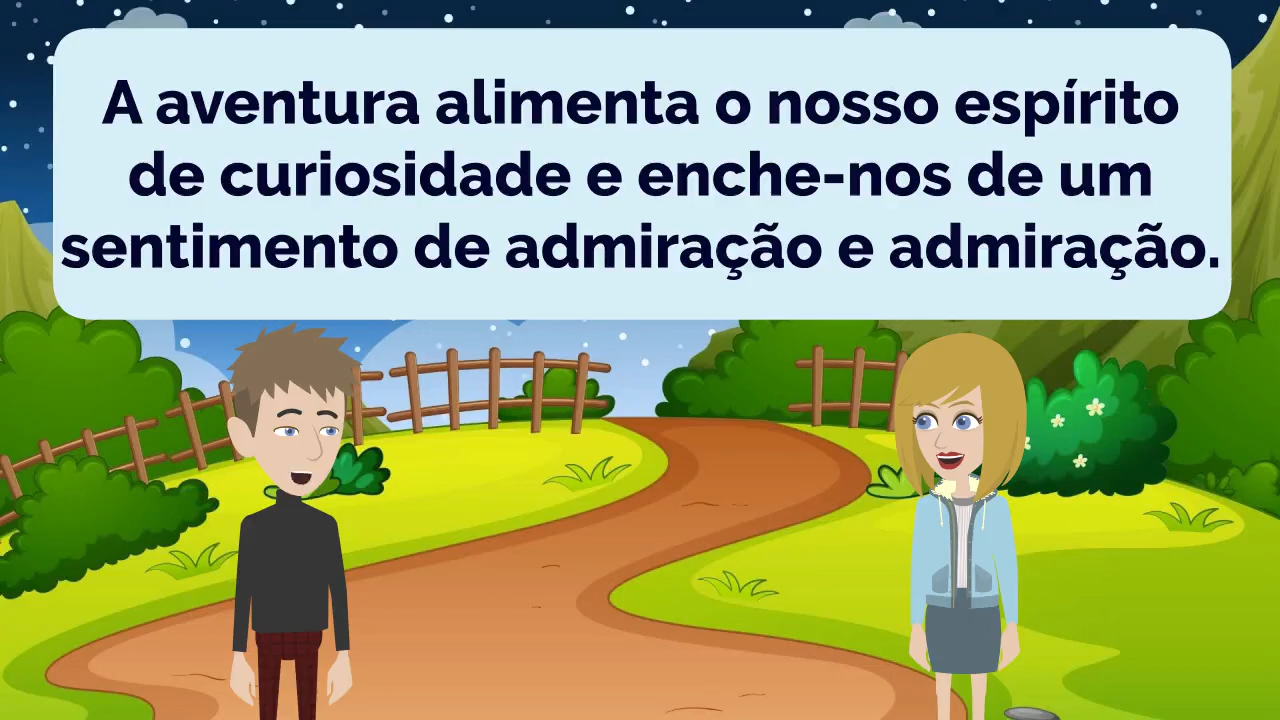 A aventura alimenta o nosso espírito
de curiosidade e enche-nos de um
sentimento de admiração e admiração.